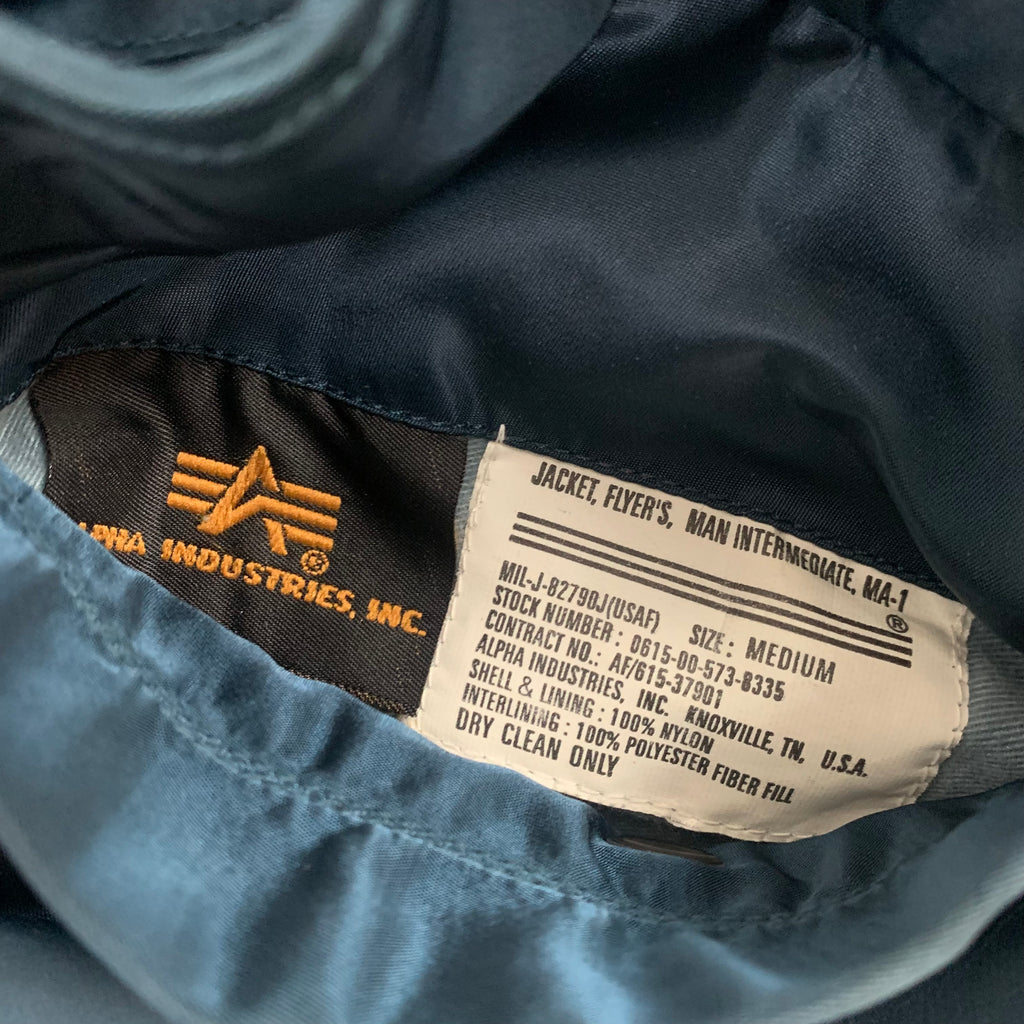 ALPHA INDUSTRIES, INC.
®
JACKET, FLYER'S, MAN INTERMEDIATE, MA-1
®
MIL-J-82790J(USAF) SIZE: MEDIUM
STOCK NUMBER: 0615-00-573-8335
CONTRACT NO.: AF/615-37901
ALPHA INDUSTRIES, INC. KNOXVILLE, TN, U.S.A.
SHELL & LINING: 100% NYLON
INTERLINING: 100% POLYESTER FIBER FILL
DRY CLEAN ONLY